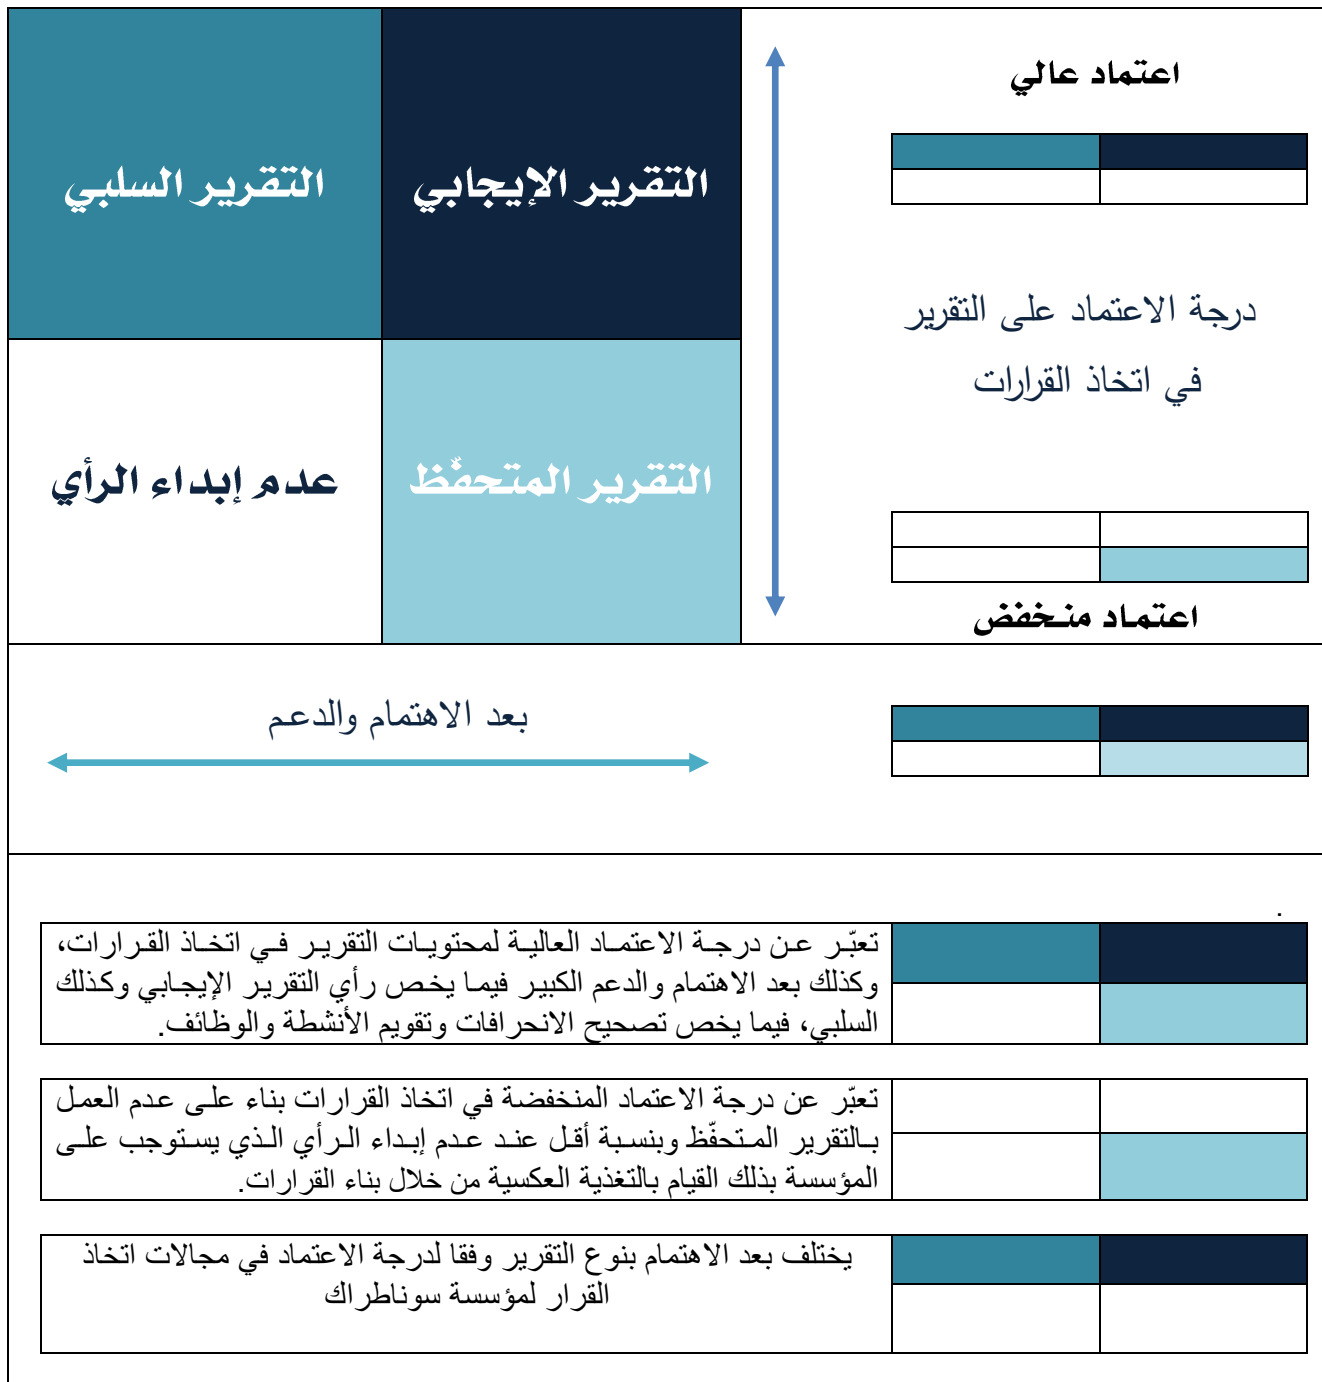 اعتماد عالي
التقرير الإيجابي
التقرير السلبي
درجة الاعتماد على التقرير
في اتخاذ القرارات
التقرير المتحفّظ
عدم إبداء الرأي
اعتماد منخفض
بعد الاهتمام والدعم
.
تعبّر عن درجة الاعتماد العالية لمحتويات التقرير في اتخاذ القرارات،
وكذلك بعد الاهتمام والدعم الكبير فيما يخص رأي التقرير الإيجابي وكذلك
السلبي، فيما يخص تصحيح الانحرافات وتقويم الأنشطة والوظائف.
تعبّر عن درجة الاعتماد المنخفضة في اتخاذ القرارات بناء على عدم العمل
بالتقرير المتحفّظ وبنسبة أقل عند عدم إبداء الرأي الذي يستوجب على
المؤسسة بذلك القيام بالتغذية العكسية من خلال بناء القرارات.
يختلف بعد الاهتمام بنوع التقرير وفقا لدرجة الاعتماد في مجالات اتخاذ
القرار لمؤسسة سوناطراك